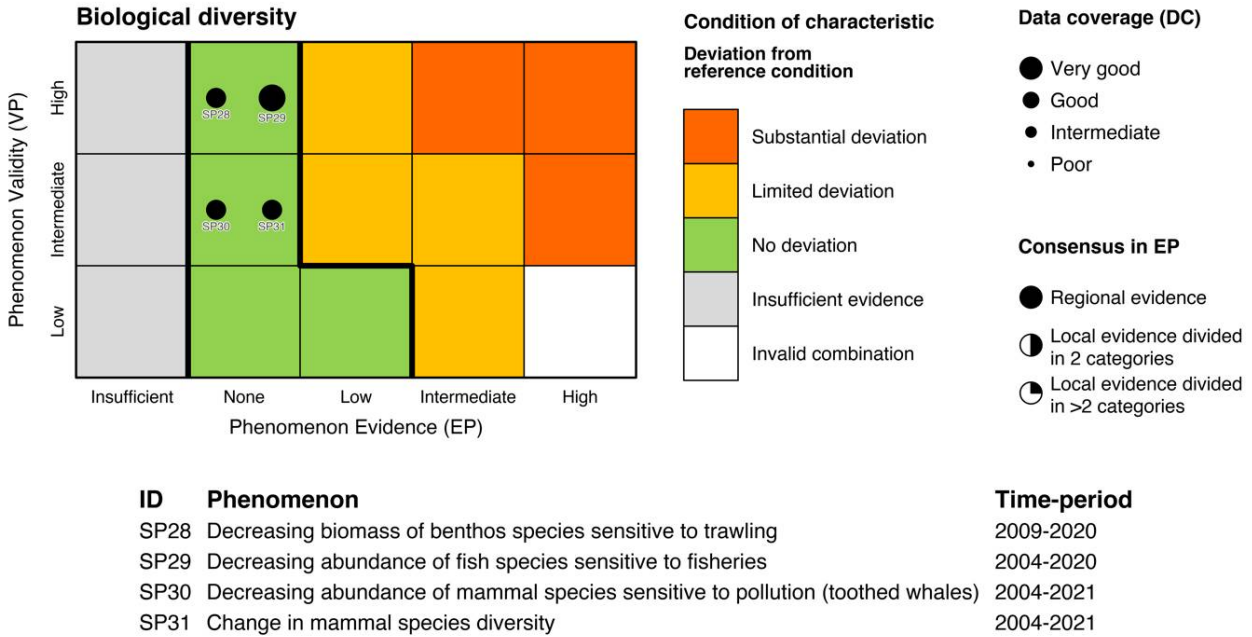 Biological diversity
Phenomenon Validity (VP)
High
Intermediate
Low
SP28
SP29
SP30
SP31
Insufficient
None
Low
Intermediate
High
Phenomenon Evidence (EP)
Condition of characteristic
Deviation from
reference condition
Substantial deviation
Limited deviation
No deviation
Insufficient evidence
Invalid combination
Data coverage (DC)
Very good
Good
Intermediate
Poor
Consensus in EP
Regional evidence
Local evidence divided
in 2 categories
Local evidence divided
in >2 categories
ID Phenomenon Time-period
SP28 Decreasing biomass of benthos species sensitive to trawling 2009-2020
SP29 Decreasing abundance of fish species sensitive to fisheries 2004-2020
SP30 Decreasing abundance of mammal species sensitive to pollution (toothed whales) 2004-2021
SP31 Change in mammal species diversity 2004-2021